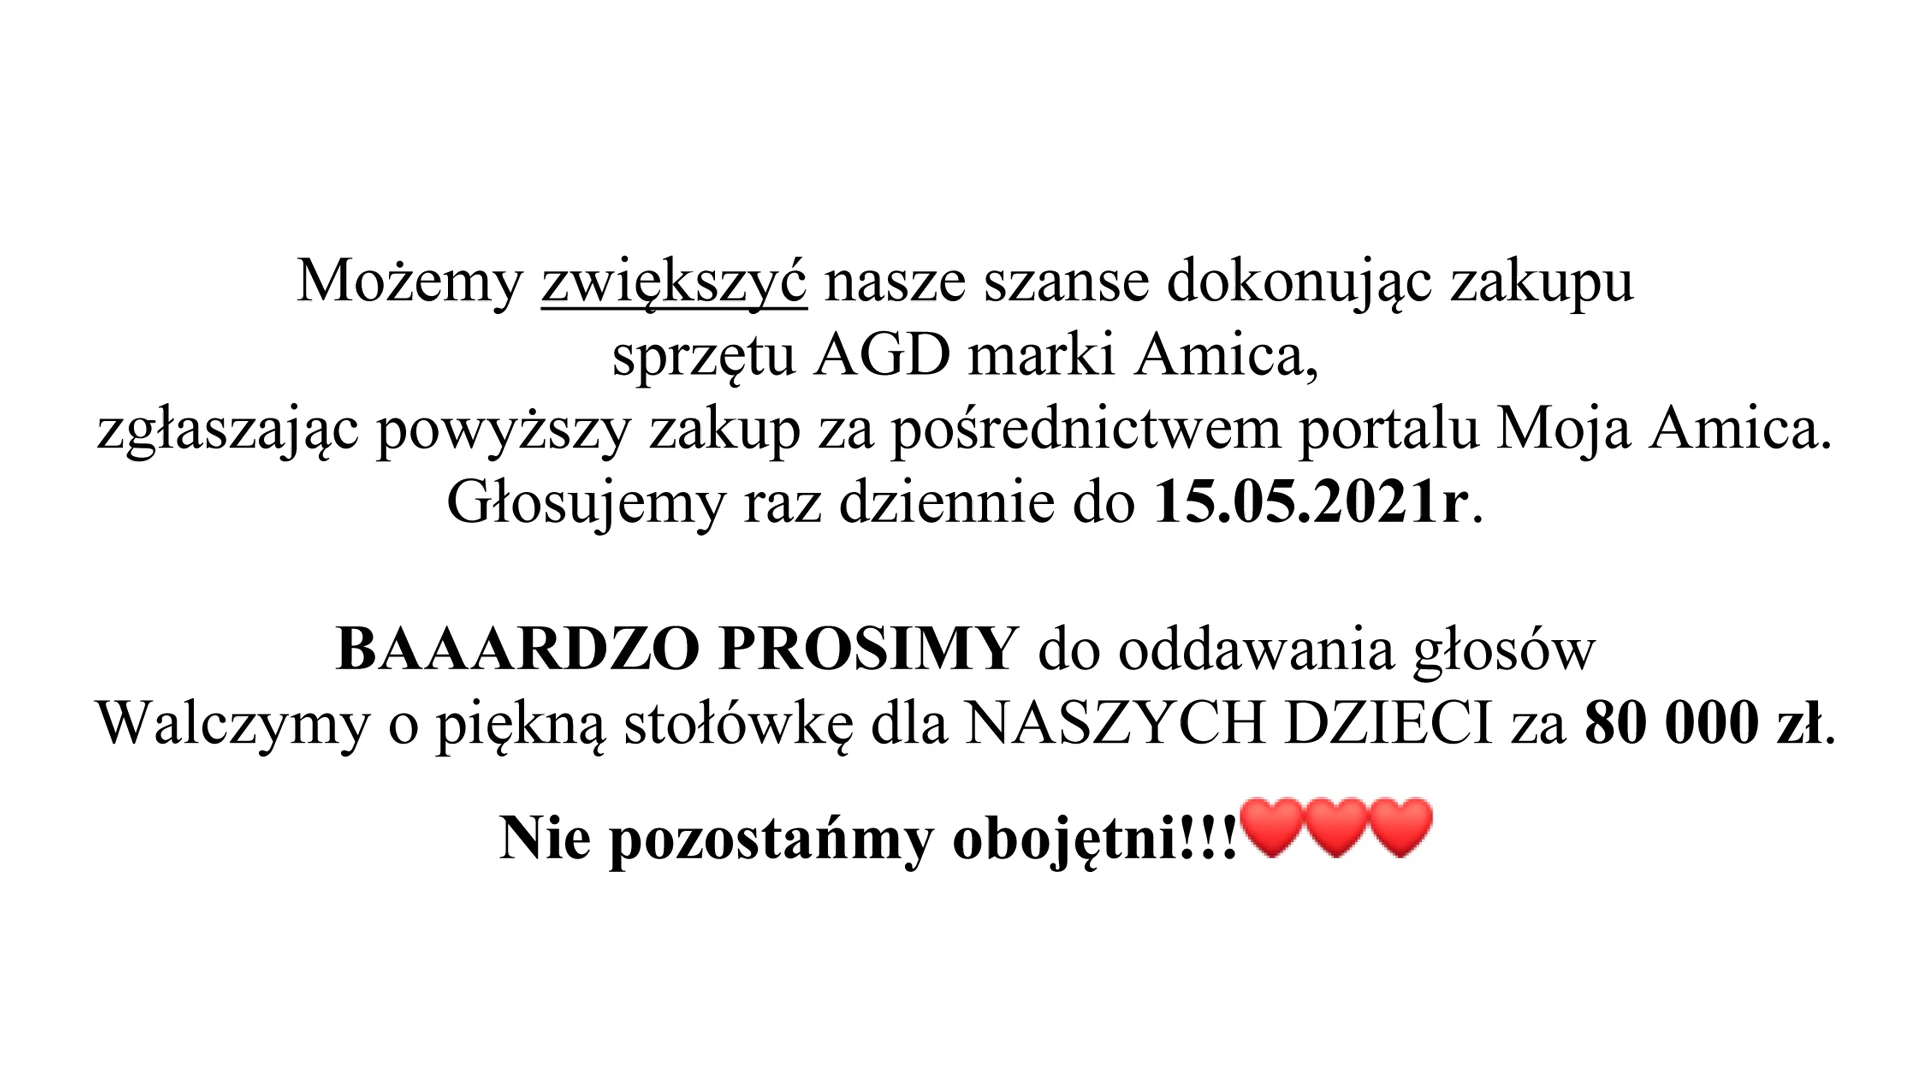 Możemy zwiększyć nasze szanse dokonując zakupu
sprzętu AGD marki Amica,
zgłaszając powyższy zakup za pośrednictwem portalu Moja Amica.
Głosujemy raz dziennie do 15.05.2021r.
BAAARDZO PROSIMY do oddawania głosów
Walczymy o piękną stołówkę dla NASZYCH DZIECI za 80 000 zł.
Nie pozostańmy obojętni!!!❤️❤️❤️